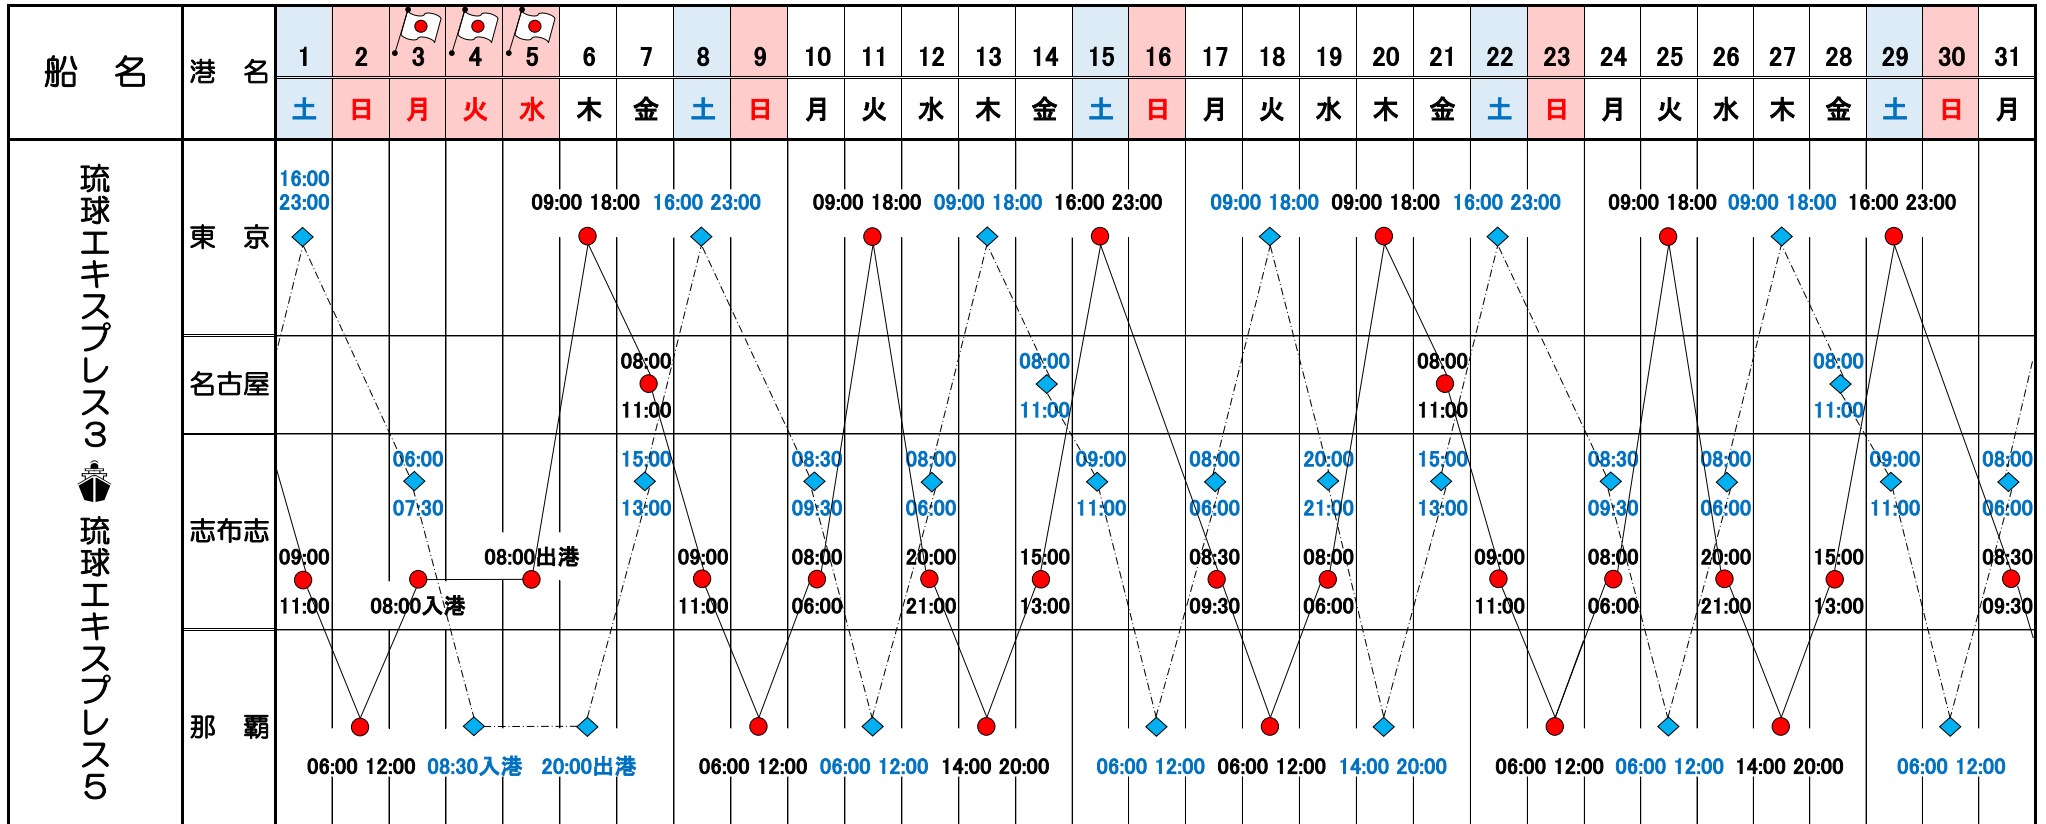 船 名
港 名
1 2 3 4 5 6 7 8 9 10 11 12 13 14 15 16 17 18 19 20 21 22 23 24 25 26 27 28 29 30 31
土 日 月 火 水 木 金 土 日 月 火 水 木 金 土 日 月 火 水 木 金 土 日 月 火 水 木 金 土 日 月
琉球エキスプレス3 琉球エキスプレス5
東 京
16:00
23:00 09:00 18:00 16:00 23:00 09:00 18:00 09:00 18:00 16:00 23:00 09:00 18:00 09:00 18:00 16:00 23:00 09:00 18:00 09:00 18:00 16:00 23:00
名古屋
08:00 08:00 08:00 08:00
11:00 11:00 11:00 11:00
志布志
06:00 15:00 08:30 08:00 09:00 08:00 20:00 15:00 08:30 08:00 09:00 08:00
07:30 13:00 09:30 06:00 11:00 06:00 21:00 13:00 09:30 06:00 11:00 06:00
09:00 08:00出港 09:00 08:00 20:00 15:00 08:30 08:00 09:00 08:00 20:00 15:00 08:30
11:00 08:00入港 11:00 06:00 21:00 13:00 09:30 06:00 11:00 06:00 21:00 13:00 09:30
那 覇
06:00 12:00 08:30入港 20:00出港 06:00 12:00 06:00 12:00 14:00 20:00 06:00 12:00 06:00 12:00 14:00 20:00 06:00 12:00 06:00 12:00 14:00 20:00 06:00 12:00